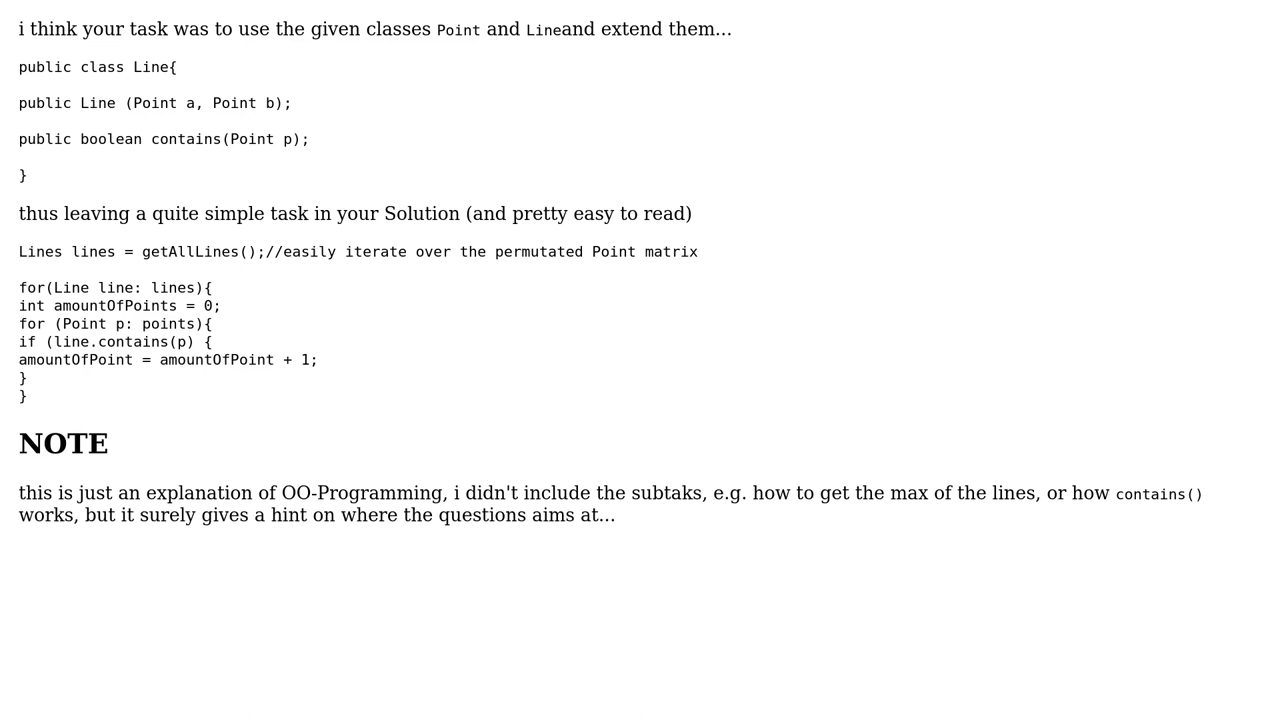 i think your task was to use the given classes Point and Lineand extend them...
public class Line{
public Line (Point a, Point b);
public boolean contains(Point p);
}
thus leaving a quite simple task in your Solution (and pretty easy to read)
Lines lines = getAllLines();//easily iterate over the permutated Point matrix
for(Line line: lines){
int amountOfPoints = 0;
for (Point p: points){
if (line.contains(p) {
amountOfPoint = amountOfPoint + 1;
}
}
NOTE
this is just an explanation of OO-Programming, i didn't include the subtaks, e.g. how to get the max of the lines, or how contains()
works, but it surely gives a hint on where the questions aims at...